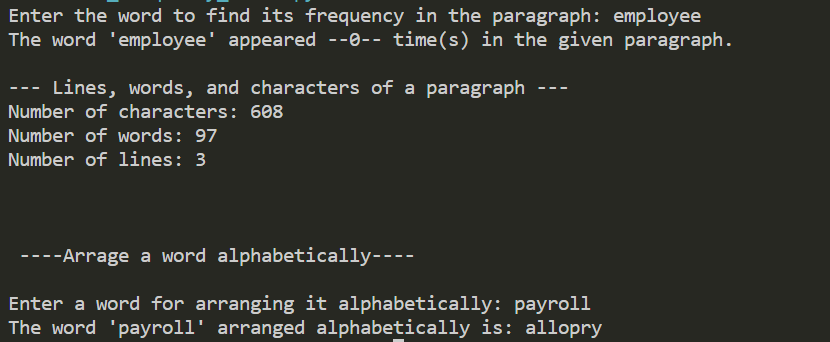 Enter the word to find its frequency in the paragraph: employee
The word 'employee' appeared --0-- time(s) in the given paragraph.
--- Lines, words, and characters of a paragraph ---
Number of characters: 608
Number of words: 97
Number of lines: 3
----Arrage a word alphabetically----
Enter a word for arranging it alphabetically: payroll
The word 'payroll' arranged alphabetically is: allopry